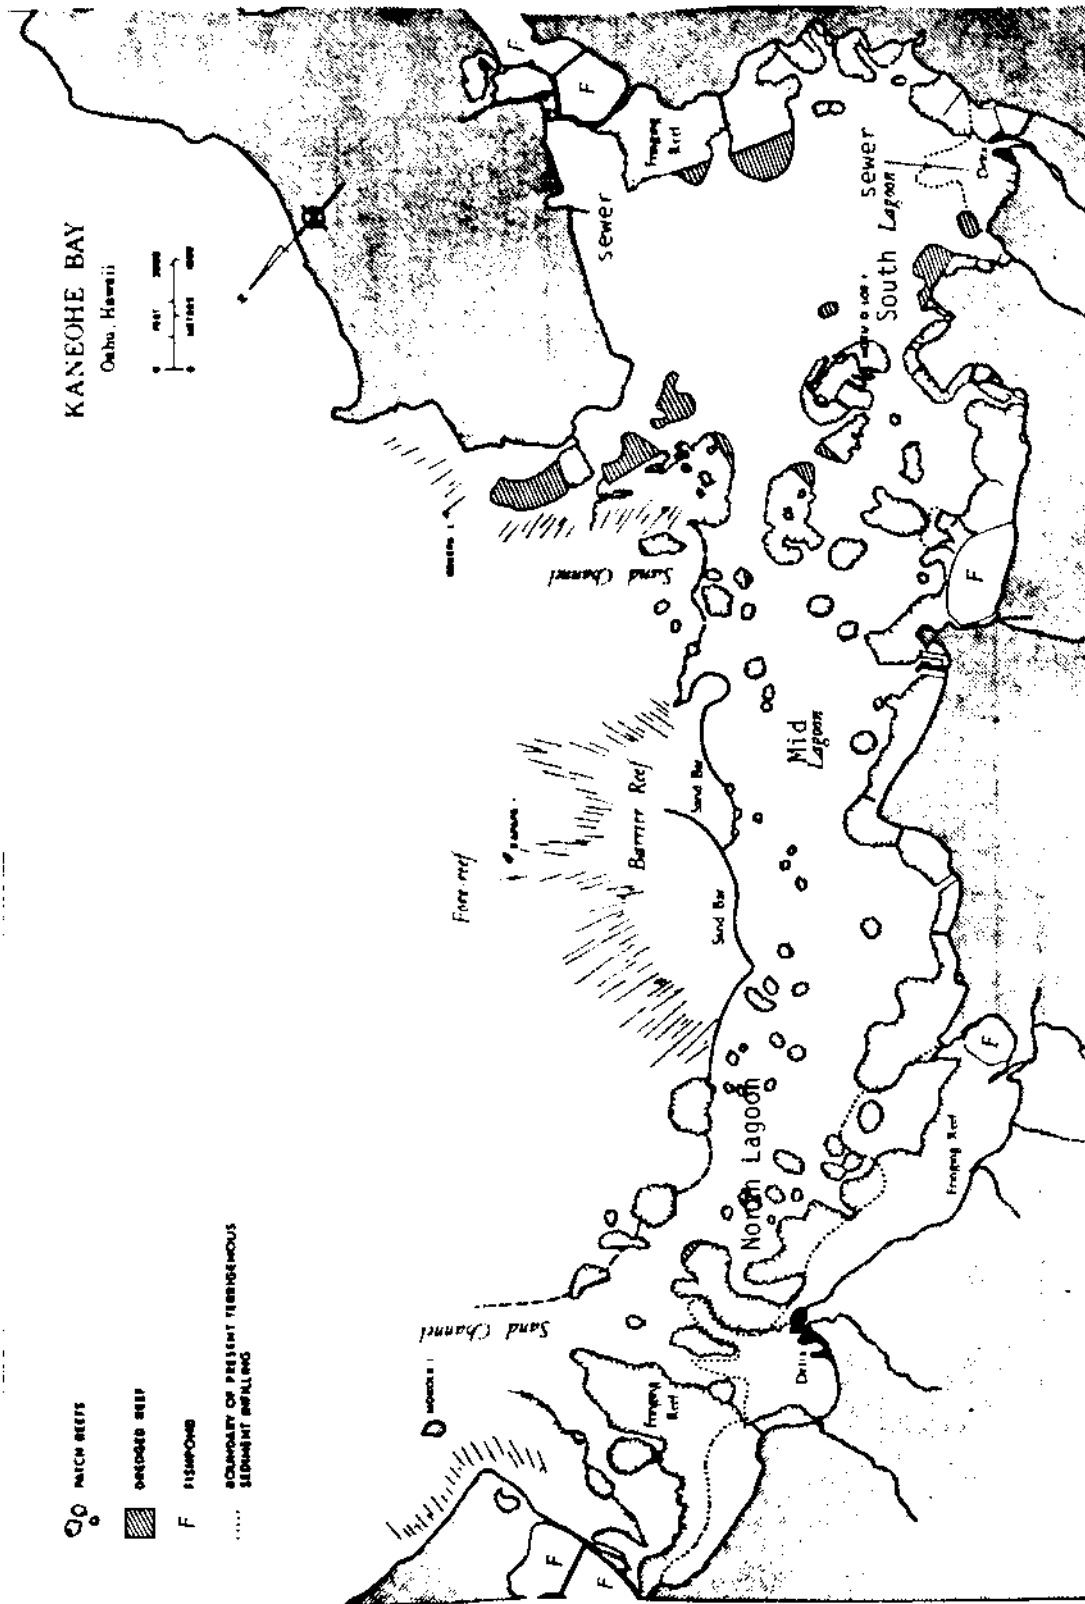 KANEOHE BAY
Oahu, Hawaii
FEET
METERS
PATCH REEFS
DREDGED REEF
F FISHPOND
BOUNDARY OF PRESENT TERRIGENOUS
SEDIMENT INFILLING
F
F
Fringing
Reef
sewer
sewer
Delta
South Lagoon
Sand Channel
F
Mid
Lagoon
Barrier Reef
Sand Bar
Sand Bar
Fore-reef
F
Fringing Reef
North Lagoon
Sand Channel
Delta
Fringing
Reef
F
F